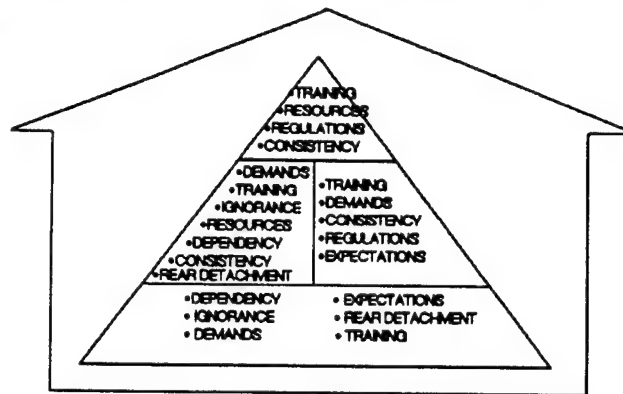 •TRAINING
•RESOURCES
•REGULATIONS
•CONSISTENCY
•DEMANDS
•TRAINING
•IGNORANCE
•RESOURCES
•DEPENDENCY
•CONSISTENCY
•REAR DETACHMENT
•TRAINING
•DEMANDS
•CONSISTENCY
•REGULATIONS
•EXPECTATIONS
•DEPENDENCY
•IGNORANCE
•DEMANDS
•EXPECTATIONS
•REAR DETACHMENT
•TRAINING